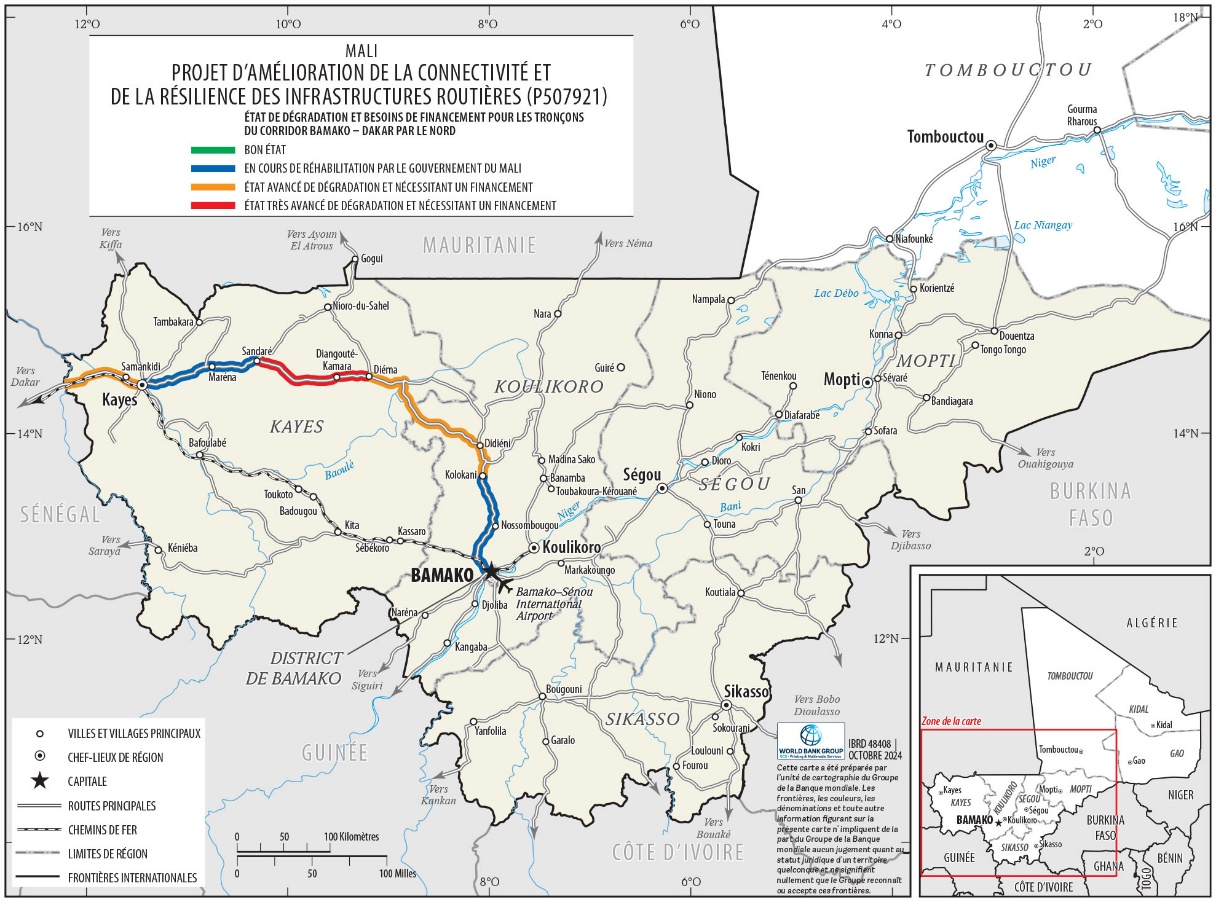 12°O
10°O
8°O
6°O
4°O
2°O
18°N
MALI
PROJET D'AMÉLIORATION DE LA CONNECTIVITÉ ET
DE LA RÉSILIENCE DES INFRASTRUCTURES ROUTIÈRES (P507921)
ÉTAT DE DÉGRADATION ET BESOINS DE FINANCEMENT POUR LES TRONÇONS
DU CORRIDOR BAMAKO – DAKAR PAR LE NORD
BON ÉTAT
EN COURS DE RÉHABILITATION PAR LE GOUVERNEMENT DU MALI
ÉTAT AVANCÉ DE DÉGRADATION ET NÉCESSITANT UN FINANCEMENT
ÉTAT TRÈS AVANCÉ DE DÉGRADATION ET NÉCESSITANT UN FINANCEMENT
TOMBOUCTOU
Gourma
Rharous
Tombouctou
Niger
Lac Niangay
16°N
16°N
Vers
Kiffa
Vers Ayoun
El Atrous
MAURITANIE
Vers Néma
Niafounké
Gogui
Nioro-du-Sahel
Nara
Nampala
Lac Débo
Korientzé
Tambakara
Konna
Douentza
Tongo Tongo
MOPTI
Sandaré
Diangouté-
Kamara
Diéma
Samankidi
Maréna
Vers
Dakar
Kayes
KOULIKORO
Guiré
Ténenkou
Mopti
Sévaré
Niono
Bandiagara
Diafarabé
14°N
14°N
KAYES
Bafoulabé
Didiéni
Kokri
Sofara
Vers
Ouahigouya
Baoulé
Kolokani
Madina Sako
Banamba
Toubakoura-Kérouané
Ségou
Dioro
SÉGOU
San
BURKINA
FASO
Toukoto
Badougou
SÉNÉGAL
Niger
Bani
Nossombougou
Touna
Kita
Kassaro
Sébékoro
Vers
Saraya
Kéniéba
Koulikoro
Vers
Djibasso
2°O
BAMAKO
Markakoungo
Bamako–Sénou
International
Airport
Koutiala
Naréna
Djoliba
12°N
12°N
Kangaba
DISTRICT
DE BAMAKO
Vers
Siguiri
Bougouni
Sikasso
SIKASSO
Sokourani
Vers Bobo
Dioulasso
Yanfolila
Garalo
Loulouni
Fourou
GUINÉE
Vers
Kankan
Vers
Bouaké
CÔTE D'IVOIRE
VILLES ET VILLAGES PRINCIPAUX
CHEF-LIEUX DE RÉGION
CAPITALE
ROUTES PRINCIPALES
CHEMINS DE FER
LIMITES DE RÉGION
FRONTIÈRES INTERNATIONALES
0 50 100 Kilomètres
0 50 100 Milles
WORLD BANK GROUP
IBRD 48408 |
OCTOBRE 2024
Cette carte a été préparée par
l'unité de cartographie du Groupe
de la Banque mondiale. Les
frontières, les couleurs, les
dénominations et toute autre
information figurant sur la
présente carte n' impliquent de la
part du Groupe de la Banque
mondiale aucun jugement quant au
statut juridique d'un territoire
quelconque et ne signifient
nullement que le Groupe reconnaît
ou accepte ces frontières.
8°O
6°O
ALGÉRIE
MAURITANIE
TOMBOUCTOU
KIDAL
Kidal
Zone de la carte
Tombouctou
GAO
Gao
Kayes
KAYES
KOULIKORO
Mopti
MOPTI
SÉGOU
Ségou
BAMAKO
Koulikoro
SIKASSO
Sikasso
NIGER
BURKINA
FASO
GUINÉE
GHANA
BÉNIN
TOGO
CÔTE D'IVOIRE